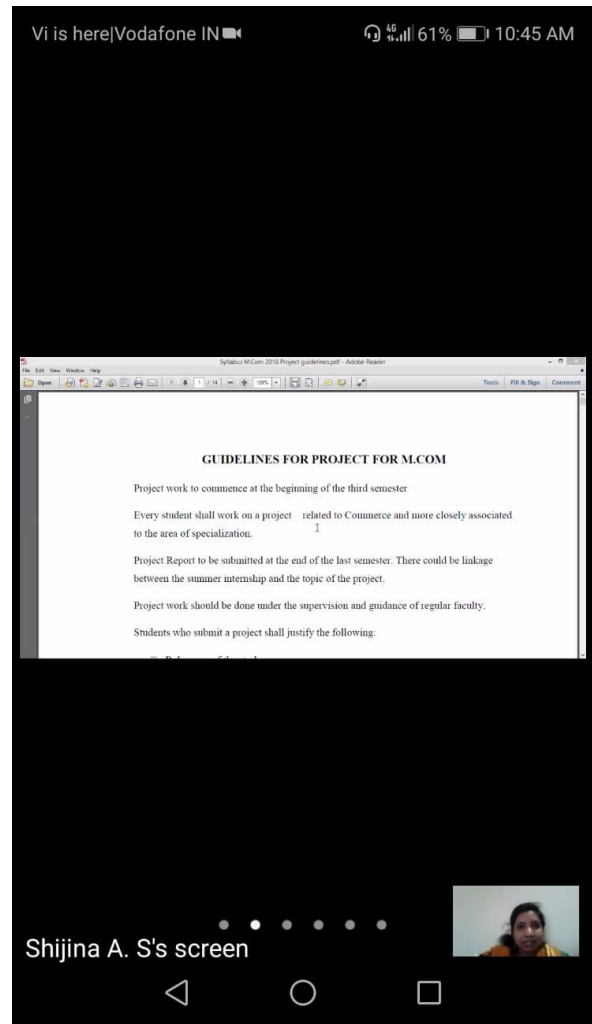 Vi is here|Vodafone IN
4G
61%
10:45 AM
Syllabus M.Com 2018 Project guidelines.pdf - Adobe Reader
File Edit View Window Help
Open
1 / 14
Tools Fill & Sign Comment
GUIDELINES FOR PROJECT FOR M.COM
Project work to commence at the beginning of the third semester
Every student shall work on a project related to Commerce and more closely associated
to the area of specialization.
Project Report to be submitted at the end of the last semester. There could be linkage
between the summer internship and the topic of the project.
Project work should be done under the supervision and guidance of regular faculty.
Students who submit a project shall justify the following:
Shijina A. S's screen